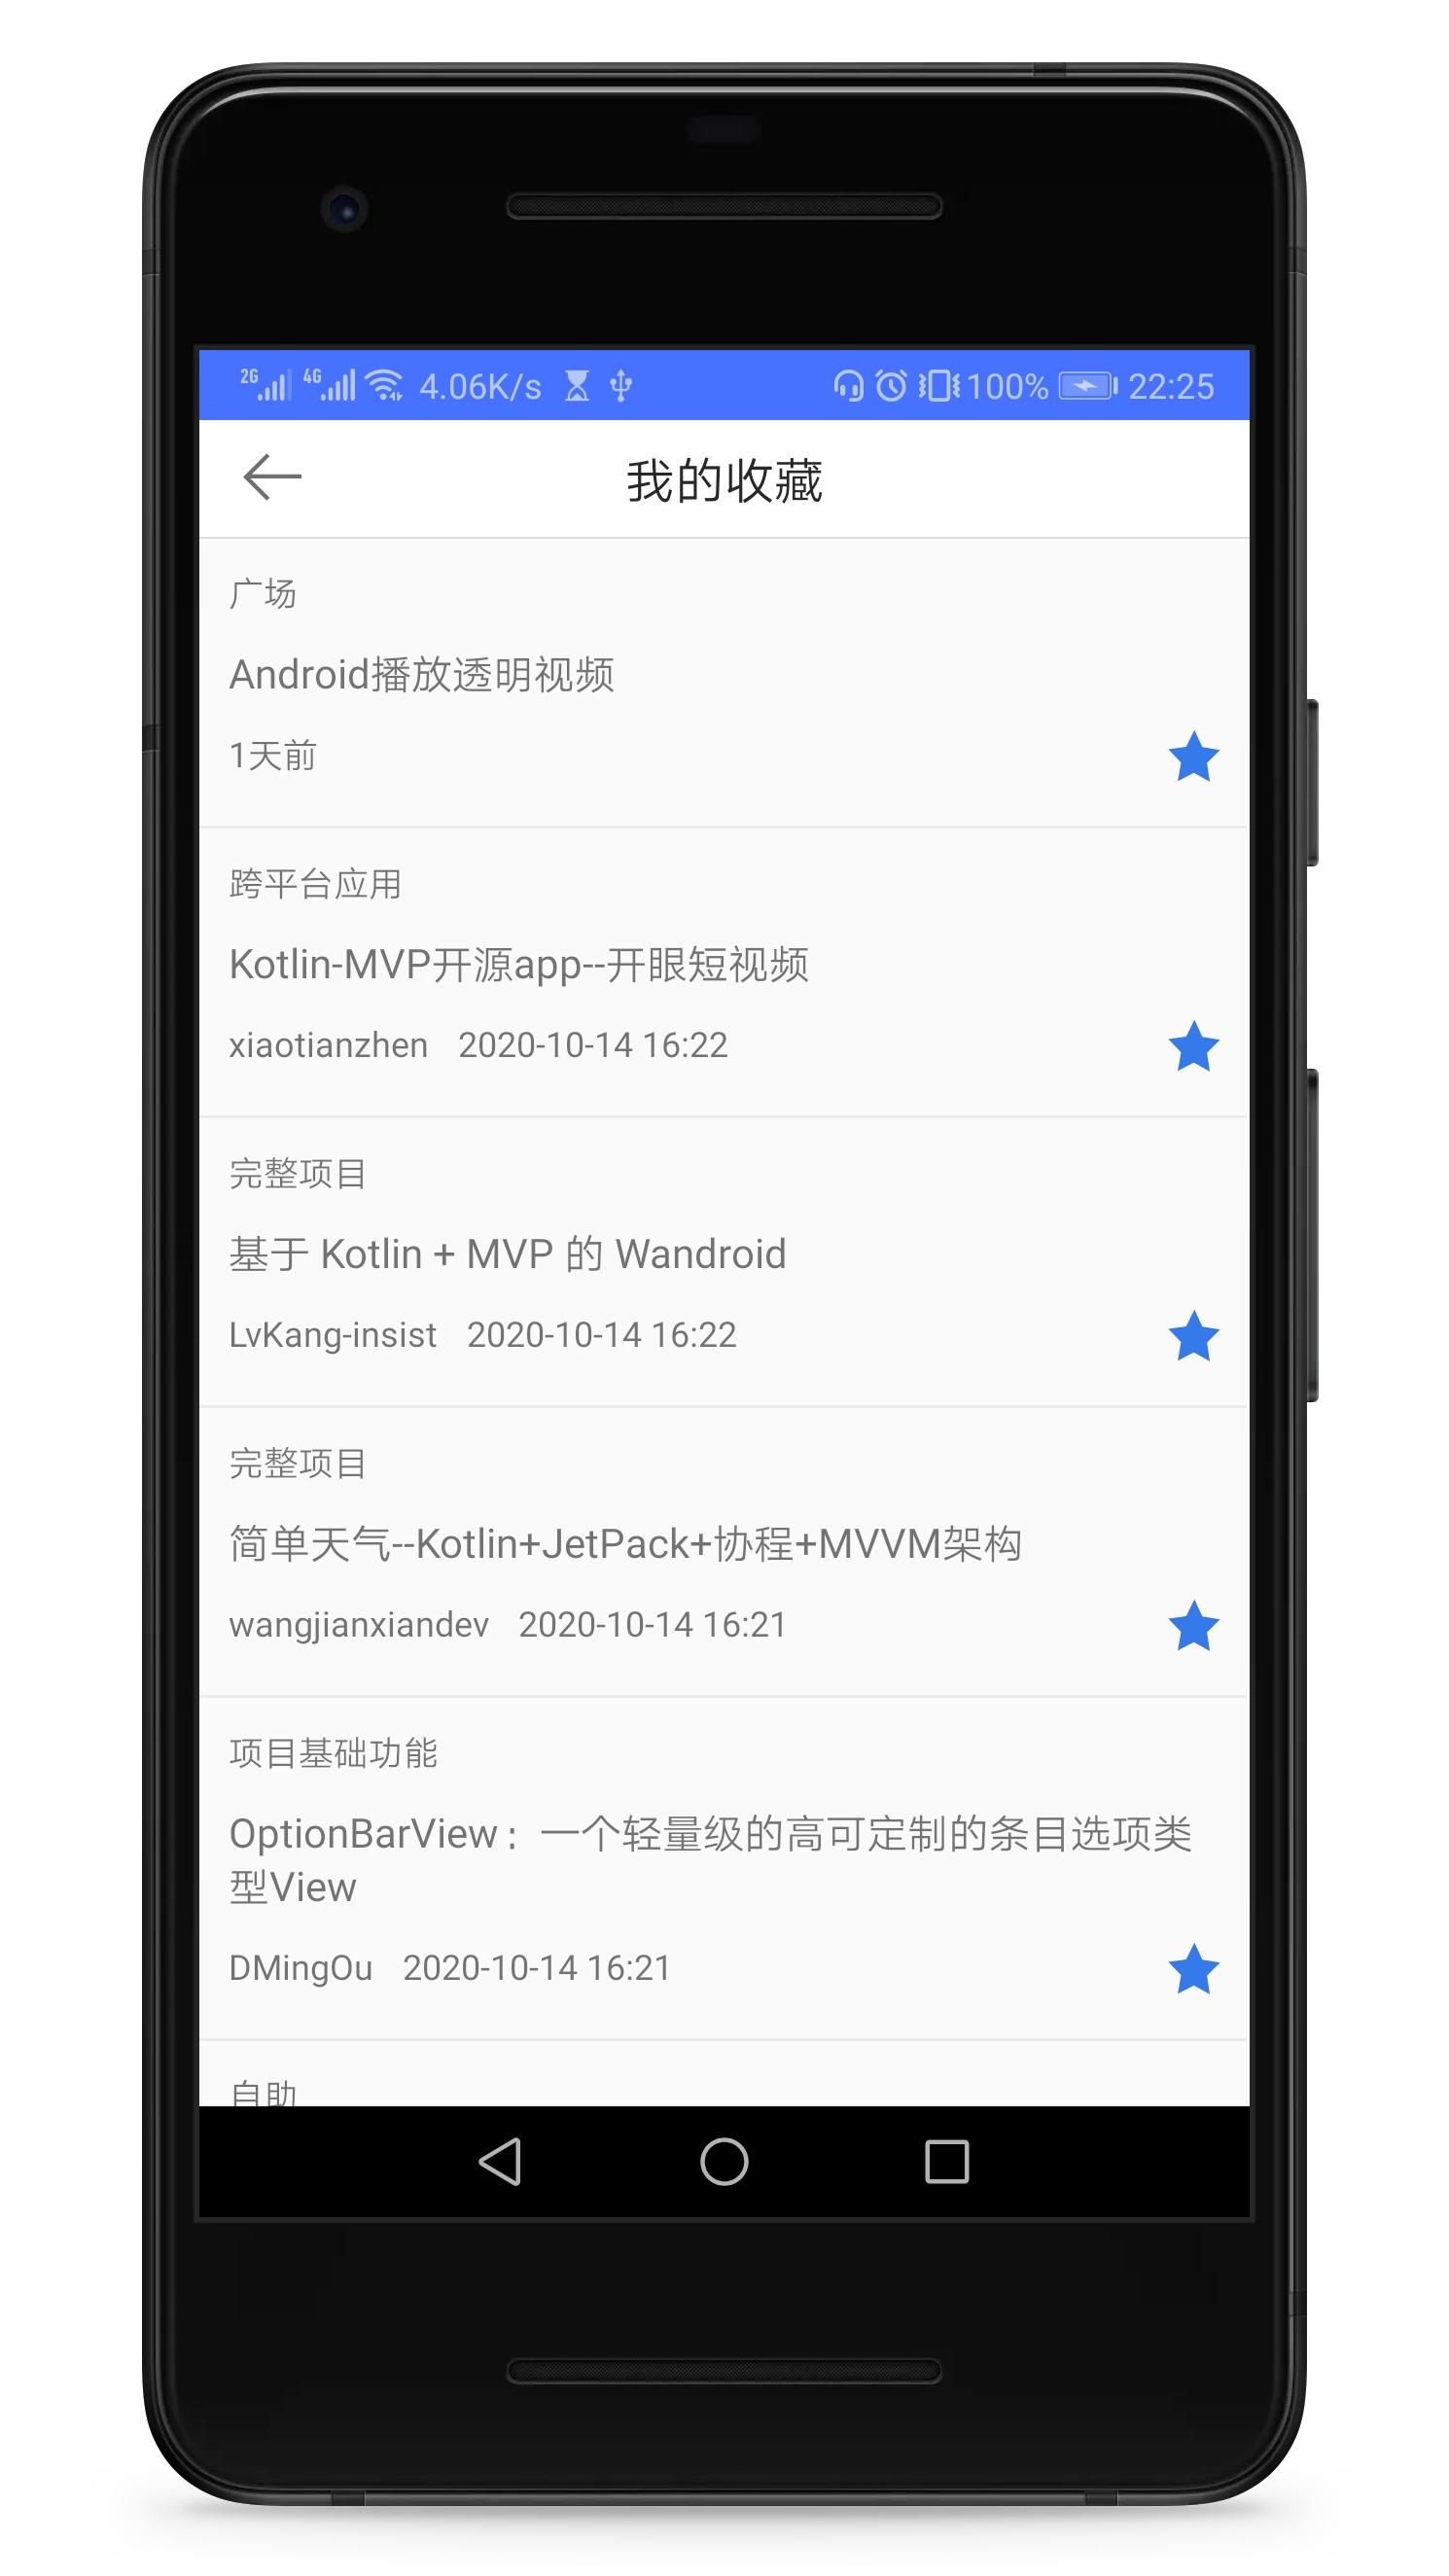 2G 4G 4.06K/s 100% 22:25
我的收藏
广场
Android播放透明视频
1天前
跨平台应用
Kotlin-MVP开源app--开眼短视频
xiaotianzhen 2020-10-14 16:22
完整项目
基于 Kotlin + MVP 的 Wandroid
LvKang-insist 2020-10-14 16:22
完整项目
简单天气--Kotlin+JetPack+协程+MVVM架构
wangjianxiandev 2020-10-14 16:21
项目基础功能
OptionBarView：一个轻量级的高可定制的条目选项类
型View
DMingOu 2020-10-14 16:21
自助